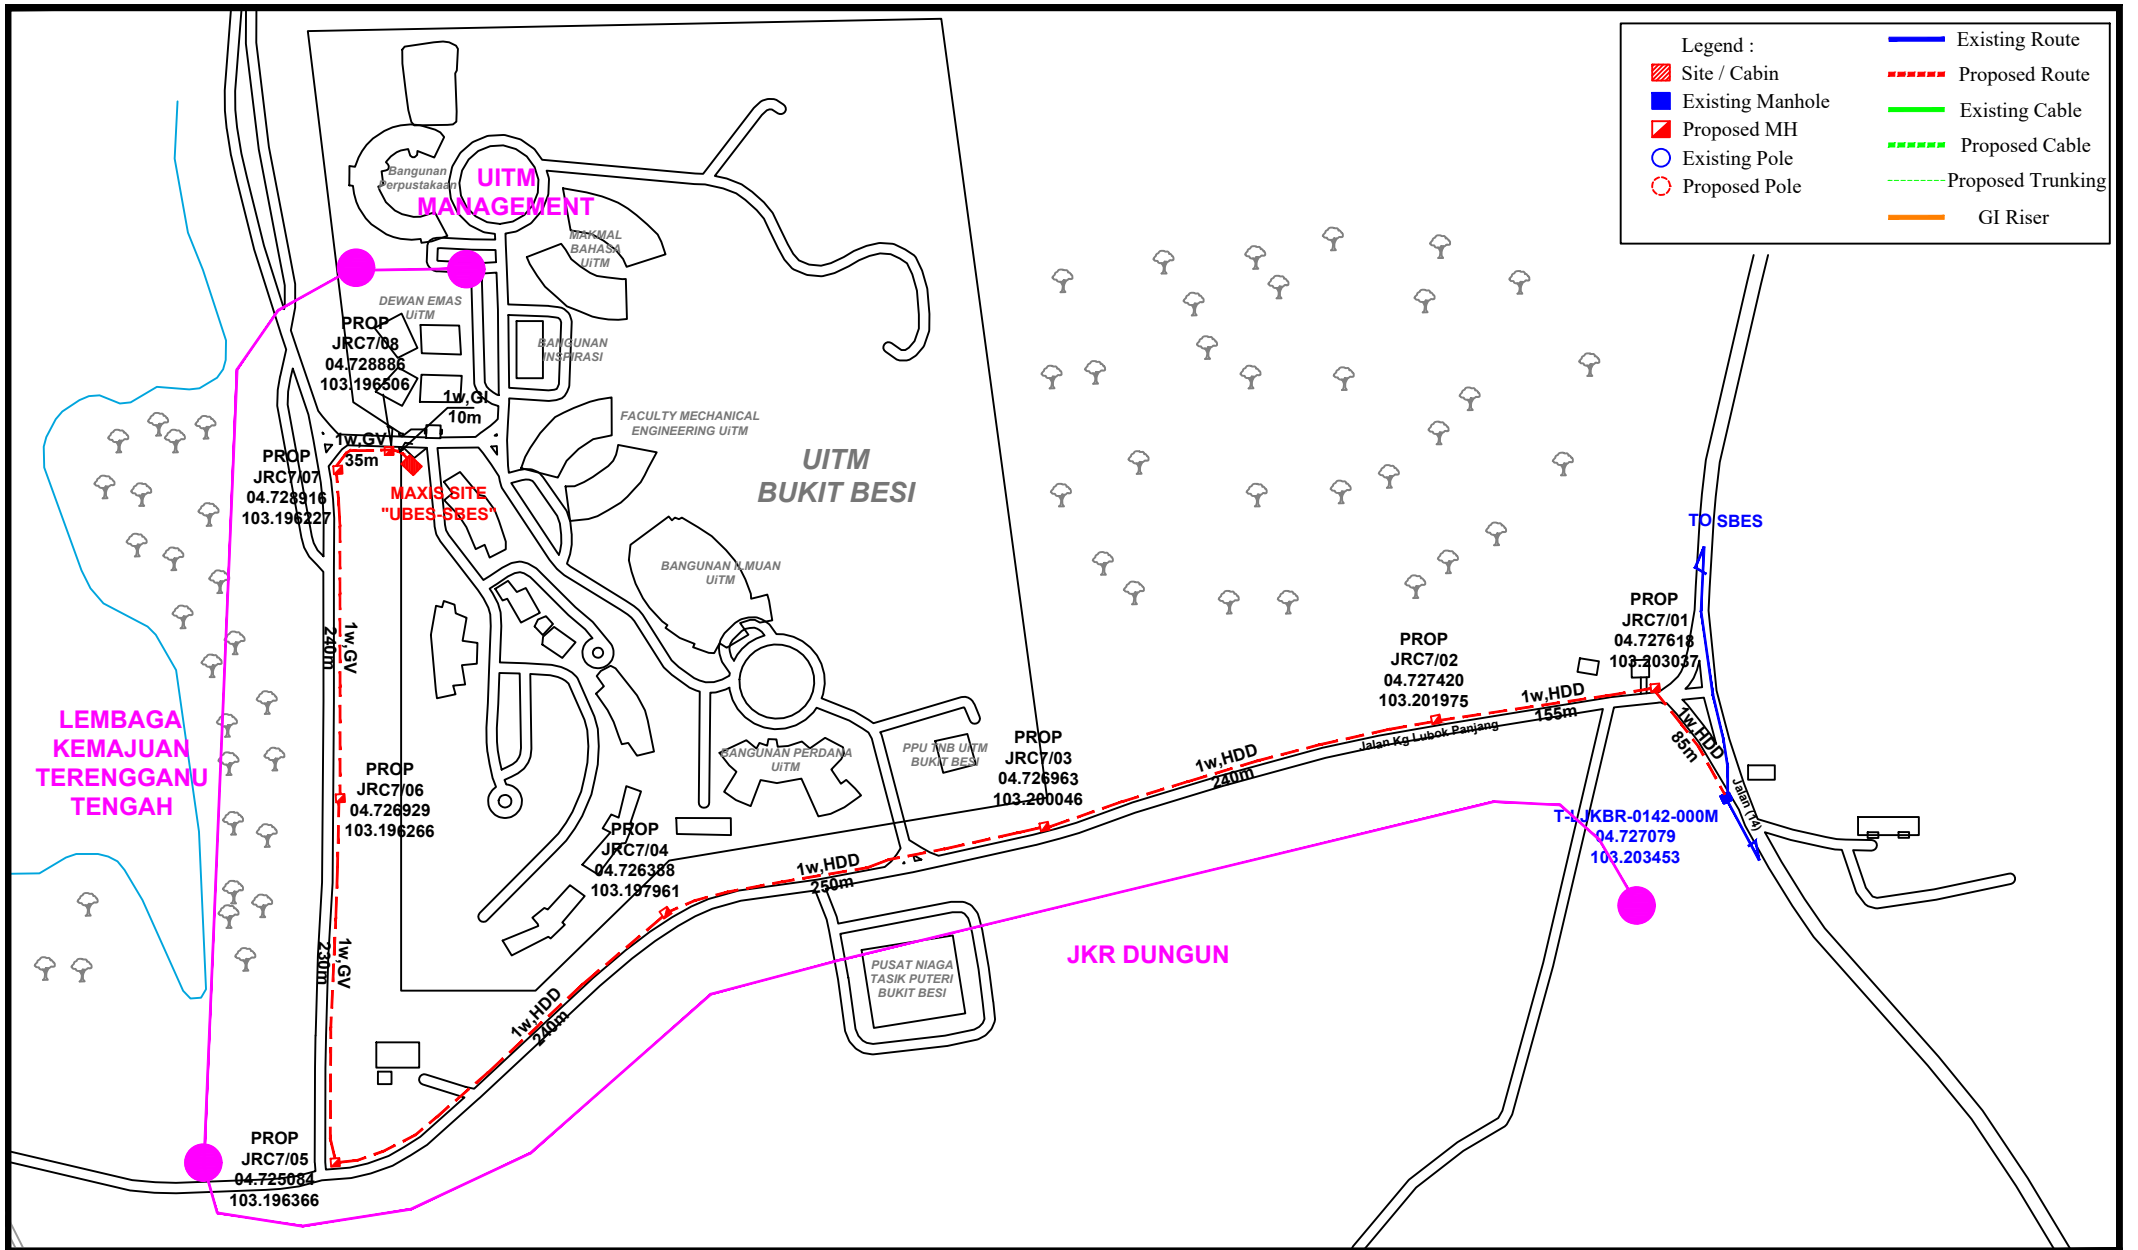 Legend :
Site / Cabin
Existing Manhole
Proposed MH
Existing Pole
Proposed Pole
Existing Route
Proposed Route
Existing Cable
Proposed Cable
Proposed Trunking
GI Riser
Bangunan
Perpustakaan
UITM
MANAGEMENT
MAKMAL
BAHASA
UiTM
DEWAN EMAS
UiTM
PROP
JRC7/08
04.728886
103.196506
BANGUNAN
INSPIRASI
1w,GI
10m
FACULTY MECHANICAL
ENGINEERING UiTM
1w,GV
35m
PROP
JRC7/07
04.728916
103.196227
MAXIS SITE
"UBES-SBES"
UITM
BUKIT BESI
TO SBES
BANGUNAN ILMUAN
UiTM
PROP
JRC7/01
04.727618
103.203037
1w,GV
240m
PROP
JRC7/02
04.727420
103.201975
1w,HDD
155m
1w,HDD
85m
Jalan Kg Lubok Panjang
LEMBAGA
KEMAJUAN
TERENGGANU
TENGAH
BANGUNAN PERDANA
UiTM
PPU TNB UITM
BUKIT BESI
PROP
JRC7/03
04.726963
103.200046
1w,HDD
240m
PROP
JRC7/06
04.726929
103.196266
Jalan (14)
T-LJKBR-0142-000M
04.727079
103.203453
PROP
JRC7/04
04.726388
103.197961
1w,HDD
250m
1w,GV
230m
JKR DUNGUN
PUSAT NIAGA
TASIK PUTERI
BUKIT BESI
1w,HDD
240m
PROP
JRC7/05
04.725084
103.196366